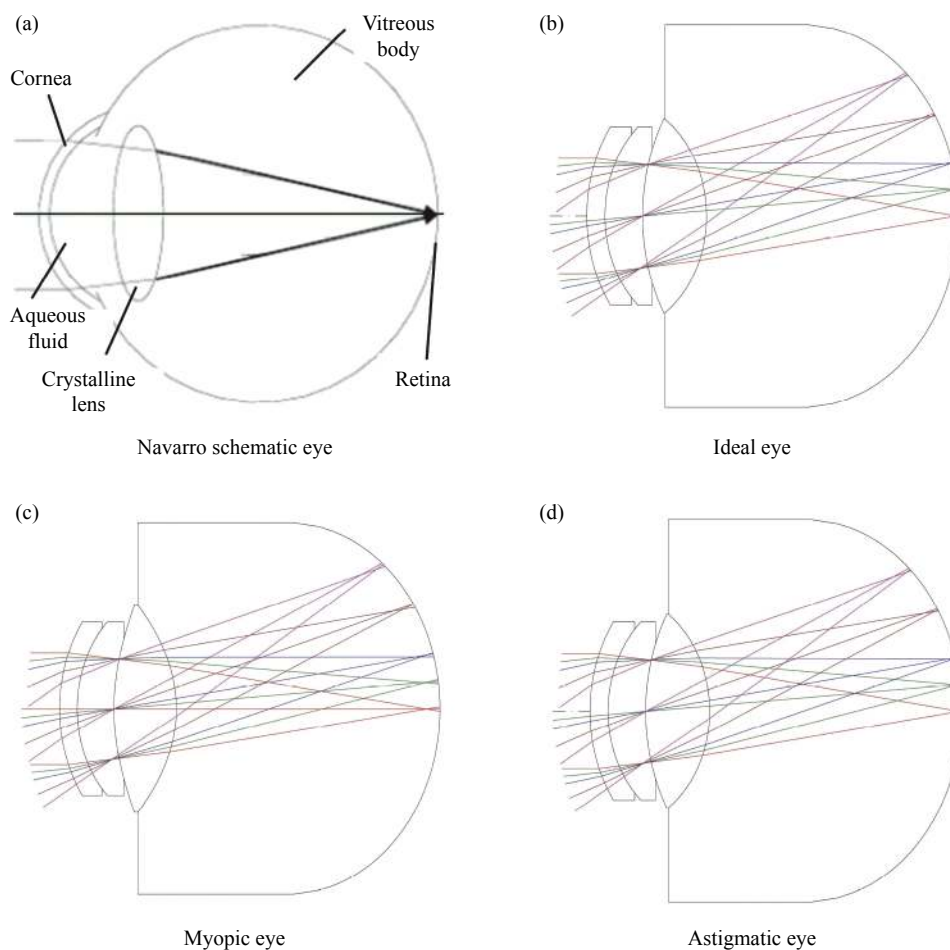 (a)
Vitreous
body
Cornea
Aqueous
fluid
Crystalline
lens
Retina
Navarro schematic eye
(b)
Ideal eye
(c)
Myopic eye
(d)
Astigmatic eye